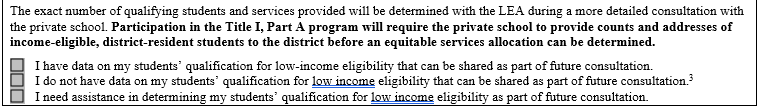 The exact number of qualifying students and services provided will be determined with the LEA during a more detailed consultation with
the private school. Participation in the Title I, Part A program will require the private school to provide counts and addresses of
income-eligible, district-resident students to the district before an equitable services allocation can be determined.
I have data on my students’ qualification for low-income eligibility that can be shared as part of future consultation.
I do not have data on my students’ qualification for low income eligibility that can be shared as part of future consultation.3
I need assistance in determining my students’ qualification for low income eligibility as part of future consultation.